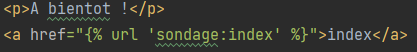 <p>A bientot !</p>
<a href="{% url 'sondage:index' %}">index</a>